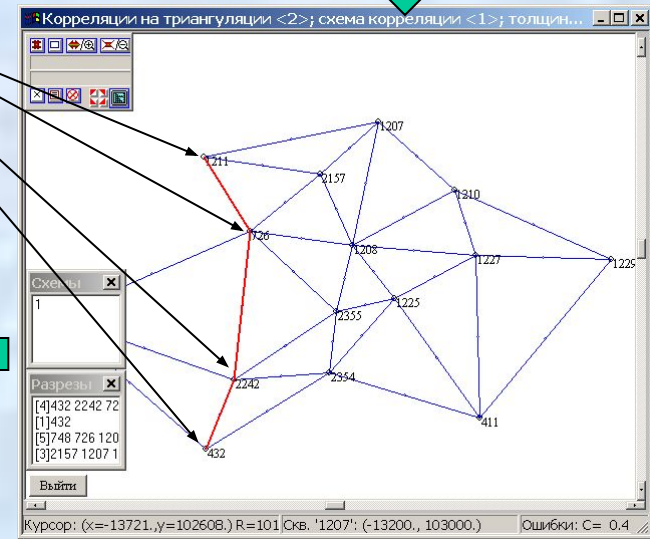 Корреляции на триангуляции <2>; схема корреляции <1>; толщин...
1207
1211
2157
1210
726
1208
1227
1229
Схемы
1
1225
2355
2354
2242
Разрезы
[4]432 2242 72
[1]432
[5]748 726 120
[3]2157 1207 1
411
432
Выйти
Курсор: (x=-13721.,y=102608.) R=101
Скв. '1207': (-13200., 103000.)
Ошибки: C= 0.4